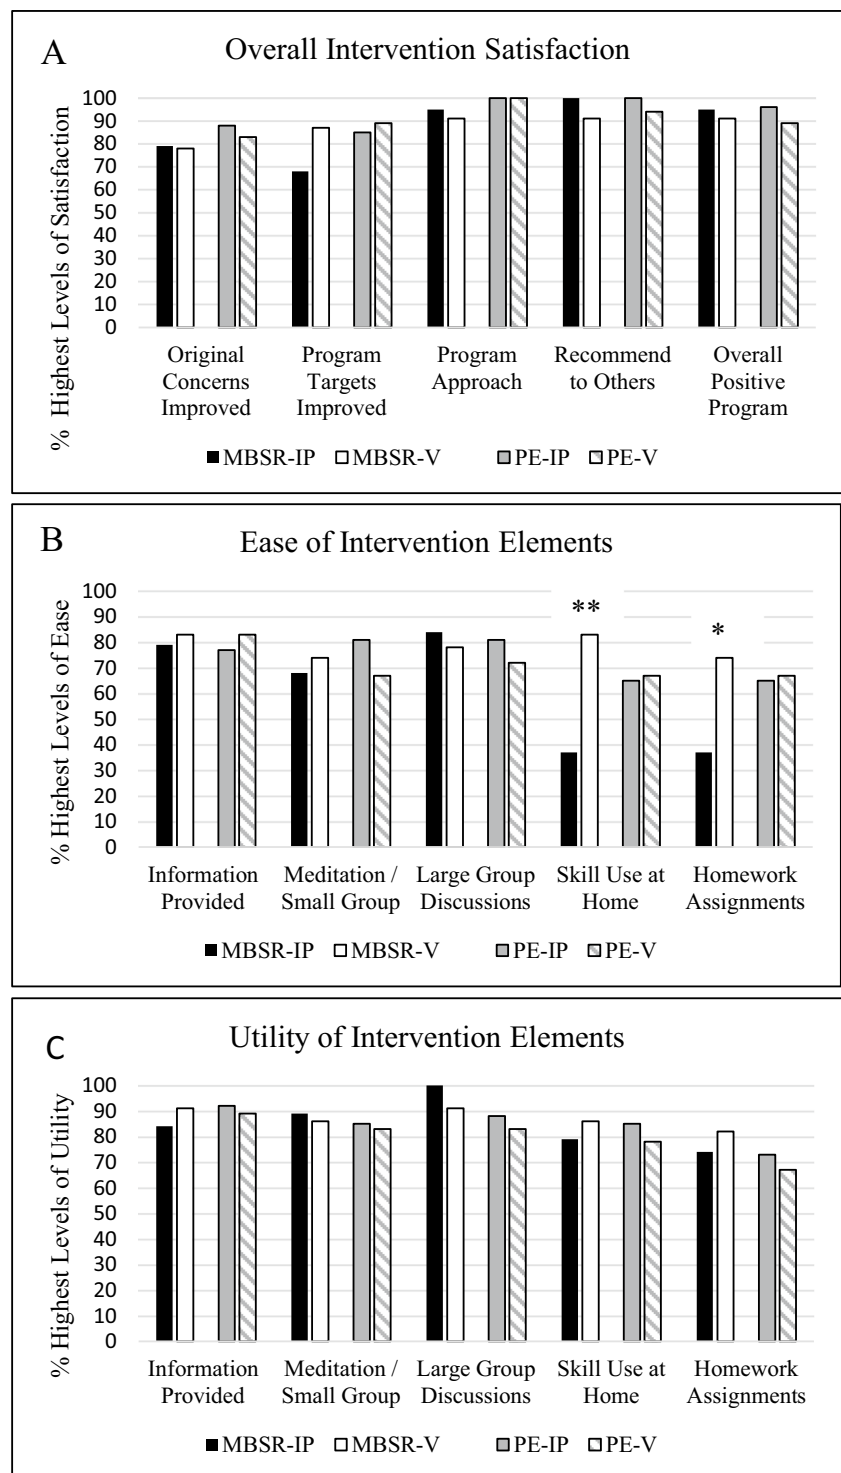 A
Overall Intervention Satisfaction
% Highest Levels of Satisfaction
100
90
80
70
60
50
40
30
20
10
0
Original Concerns Improved
Program Targets Improved
Program Approach
Recommend to Others
Overall Positive Program
MBSR-IP MBSR-V PE-IP PE-V
B
Ease of Intervention Elements
% Highest Levels of Ease
100
90
80
70
60
50
40
30
20
10
0
**
*
Information Provided
Meditation / Small Group
Large Group Discussions
Skill Use at Home
Homework Assignments
MBSR-IP MBSR-V PE-IP PE-V
C
Utility of Intervention Elements
% Highest Levels of Utility
100
90
80
70
60
50
40
30
20
10
0
Information Provided
Meditation / Small Group
Large Group Discussions
Skill Use at Home
Homework Assignments
MBSR-IP MBSR-V PE-IP PE-V